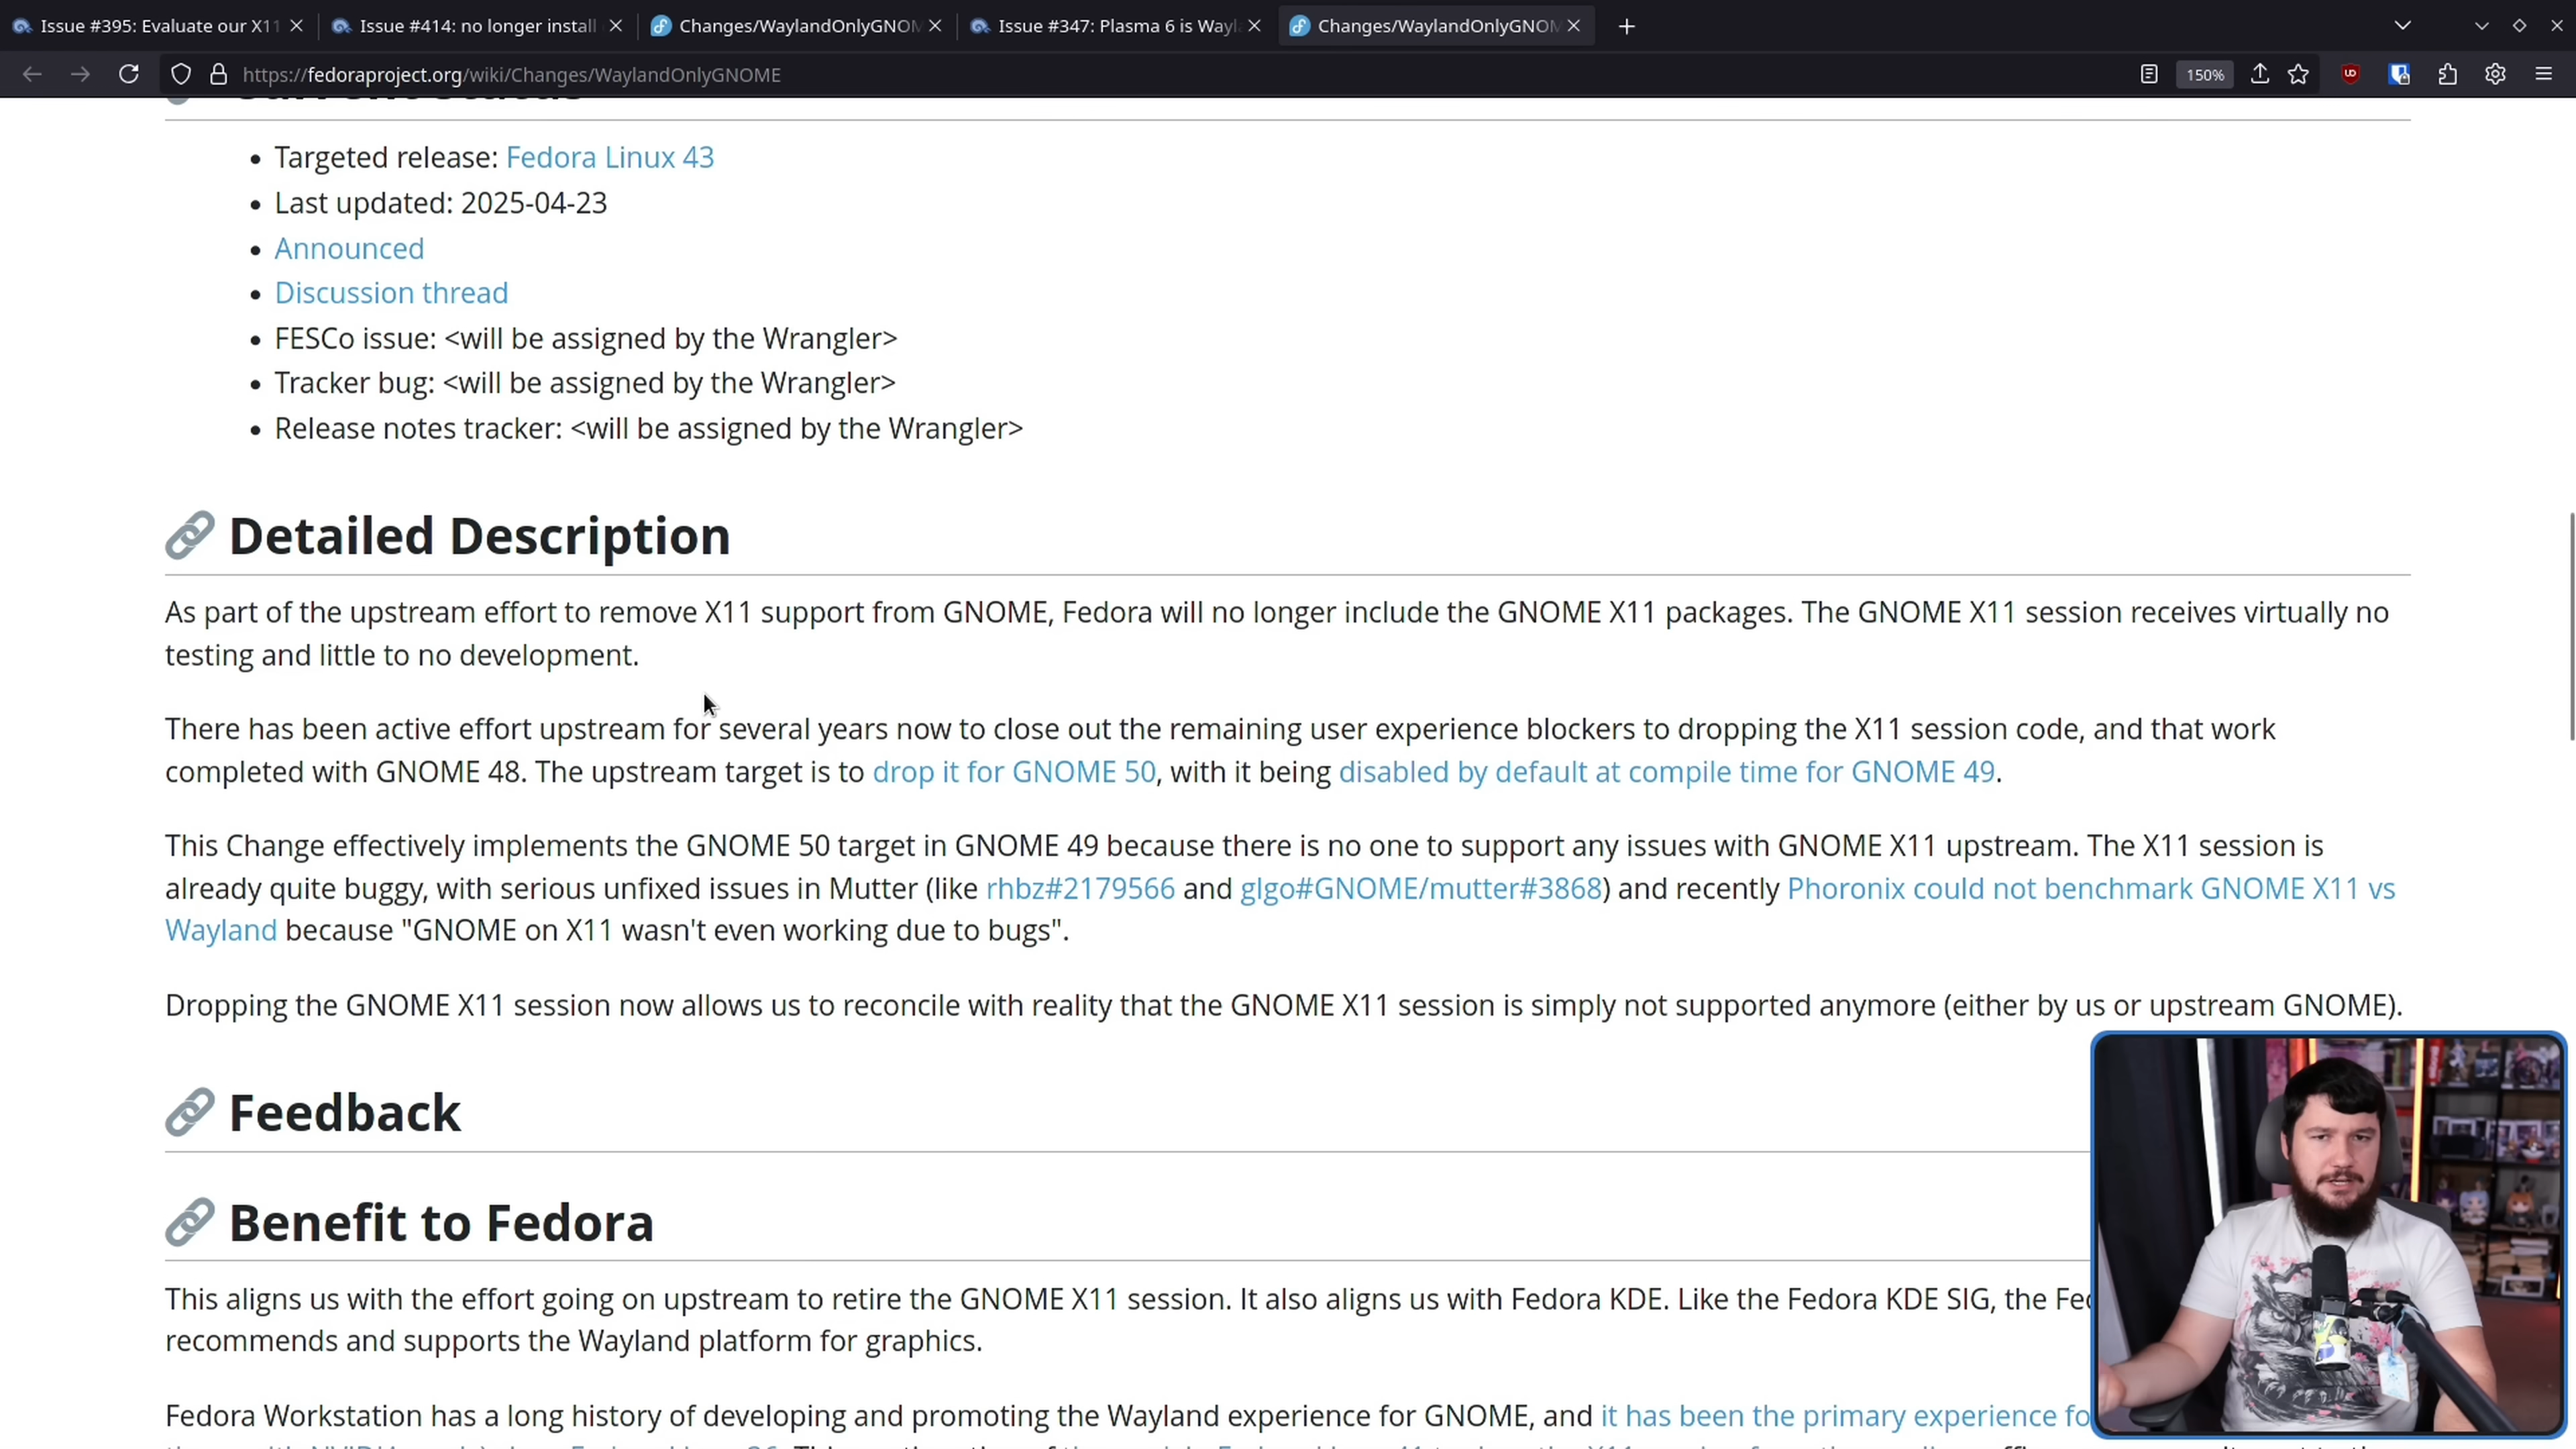 Issue #395: Evaluate our X11
Issue #414: no longer install
Changes/WaylandOnlyGNOM
Issue #347: Plasma 6 is Wayl
Changes/WaylandOnlyGNOM
https://fedoraproject.org/wiki/Changes/WaylandOnlyGNOME
150%
Current Status
• Targeted release: Fedora Linux 43
• Last updated: 2025-04-23
• Announced
• Discussion thread
• FESCo issue: <will be assigned by the Wrangler>
• Tracker bug: <will be assigned by the Wrangler>
• Release notes tracker: <will be assigned by the Wrangler>
Detailed Description
As part of the upstream effort to remove X11 support from GNOME, Fedora will no longer include the GNOME X11 packages. The GNOME X11 session receives virtually no
testing and little to no development.
There has been active effort upstream for several years now to close out the remaining user experience blockers to dropping the X11 session code, and that work
completed with GNOME 48. The upstream target is to drop it for GNOME 50, with it being disabled by default at compile time for GNOME 49.
This Change effectively implements the GNOME 50 target in GNOME 49 because there is no one to support any issues with GNOME X11 upstream. The X11 session is
already quite buggy, with serious unfixed issues in Mutter (like rhbz#2179566 and glgo#GNOME/mutter#3868) and recently Phoronix could not benchmark GNOME X11 vs
Wayland because "GNOME on X11 wasn't even working due to bugs".
Dropping the GNOME X11 session now allows us to reconcile with reality that the GNOME X11 session is simply not supported anymore (either by us or upstream GNOME).
Feedback
Benefit to Fedora
This aligns us with the effort going on upstream to retire the GNOME X11 session. It also aligns us with Fedora KDE. Like the Fedora KDE SIG, the Fed
recommends and supports the Wayland platform for graphics.
Fedora Workstation has a long history of developing and promoting the Wayland experience for GNOME, and it has been the primary experience fo